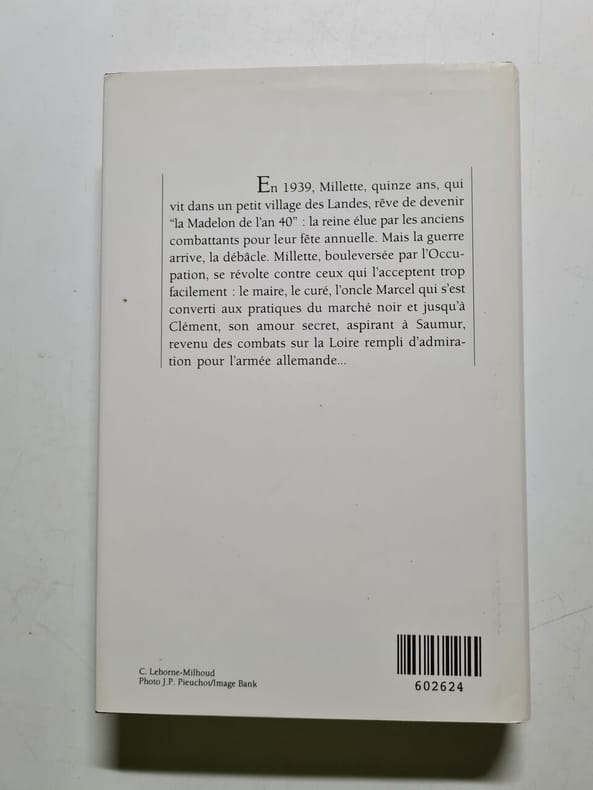 En 1939, Millette, quinze ans, qui
vit dans un petit village des Landes, rêve de devenir
“la Madelon de l'an 40” : la reine élue par les anciens
combattants pour leur fête annuelle. Mais la guerre
arrive, la débâcle. Millette, bouleversée par l'Occu-
pation, se révolte contre ceux qui l'acceptent trop
facilement : le maire, le curé, l'oncle Marcel qui s'est
converti aux pratiques du marché noir et jusqu'à
Clément, son amour secret, aspirant à Saumur,
revenu des combats sur la Loire rempli d'admira-
tion pour l'armée allemande...
C. Leborne-Milhoud
Photo J.P. Pieuchot/Image Bank
602624